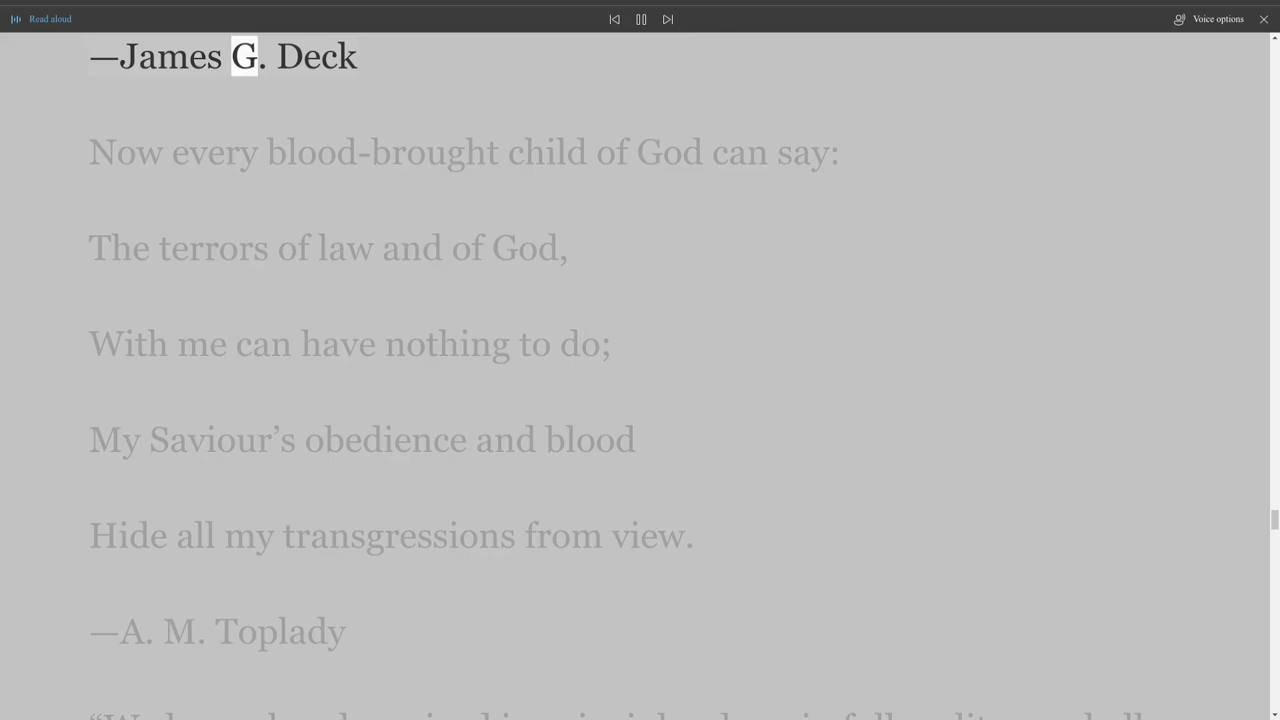 Read aloud
Voice options
—James G. Deck
Now every blood-brought child of God can say:
The terrors of law and of God,
With me can have nothing to do;
My Saviour’s obedience and blood
Hide all my transgressions from view.
—A. M. Toplady